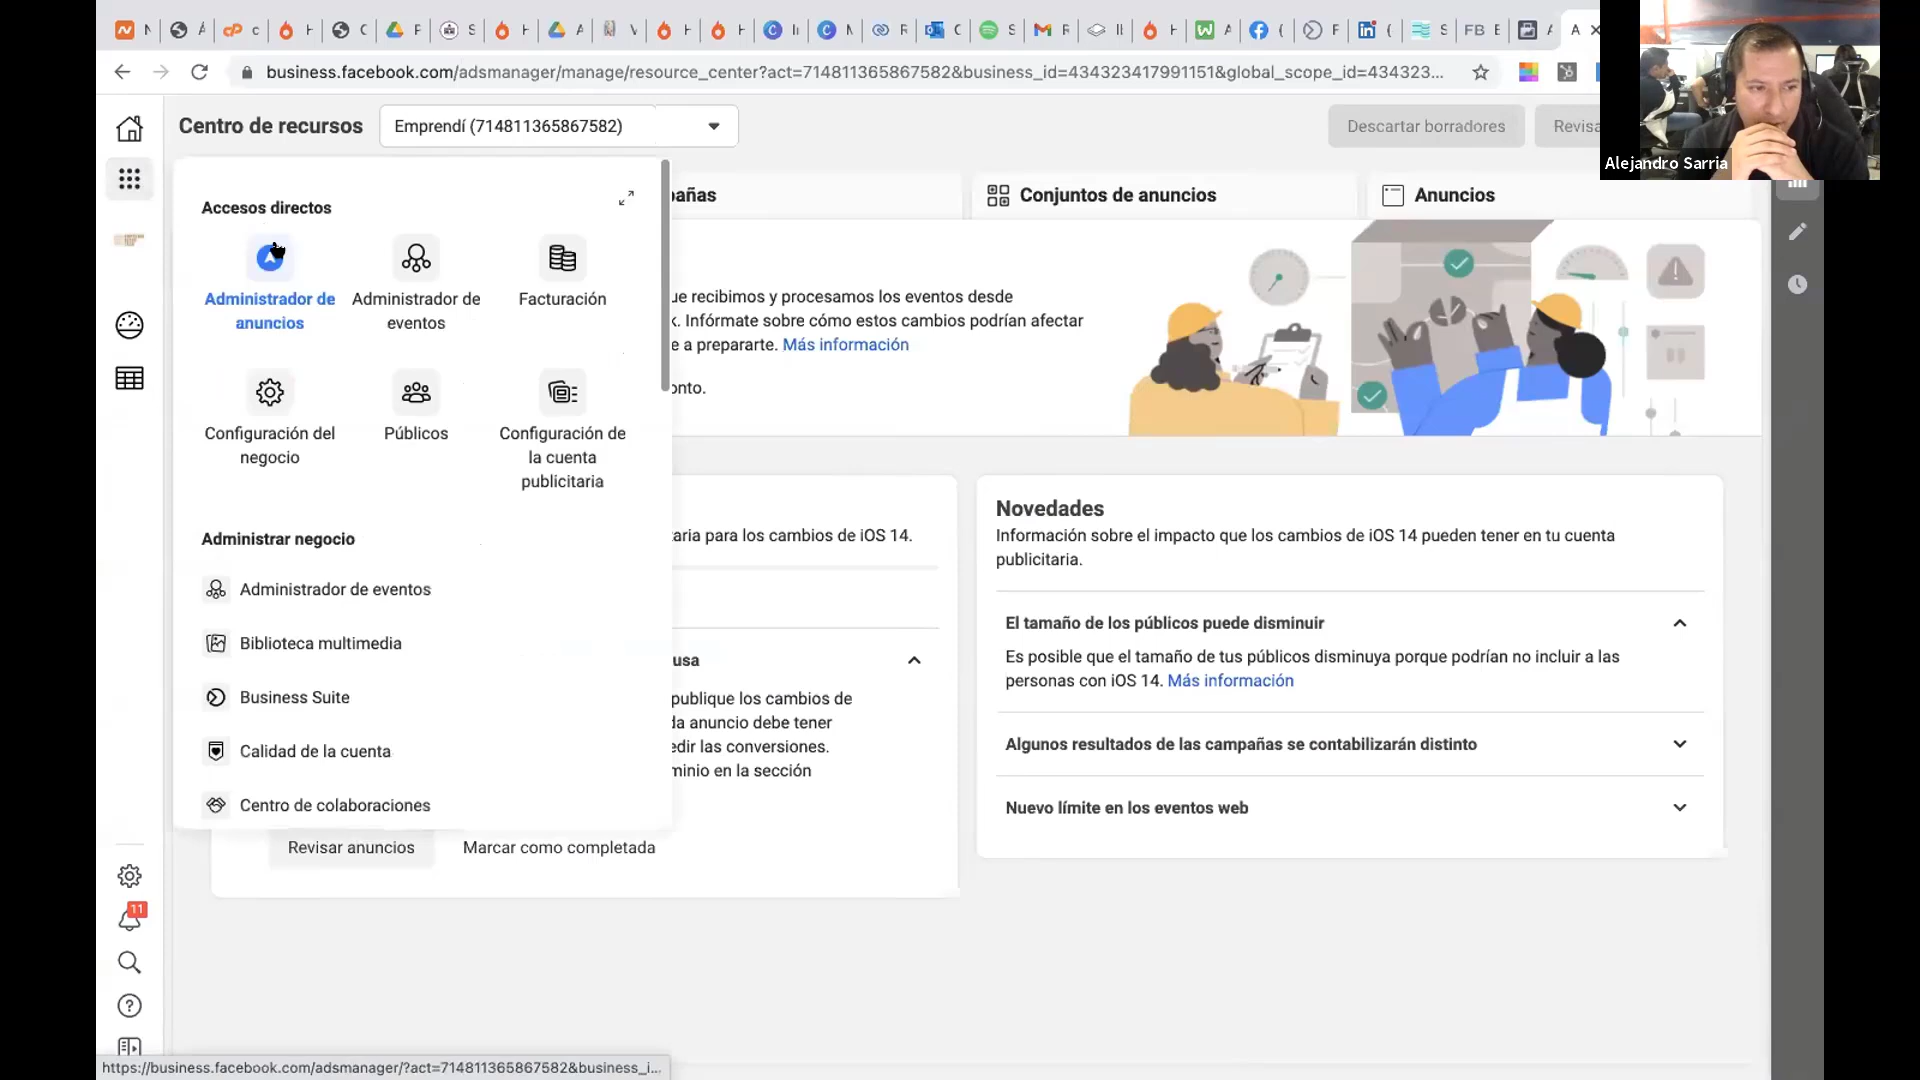 business.facebook.com/adsmanager/manage/resource_center?act=714811365867582&business_id=434323417991151&global_scope_id=434323...
Alejandro Sarria
Centro de recursos
Emprendí (714811365867582)
Descartar borradores
Accesos directos
Conjuntos de anuncios
Anuncios
Administrador de
anuncios
Administrador de
eventos
Facturación
Configuración del
negocio
Públicos
Configuración de
la cuenta
publicitaria
ue recibimos y procesamos los eventos desde
k. Infórmate sobre cómo estos cambios podrían afectar
e a prepararte. Más información
onto.
Administrar negocio
Administrador de eventos
Biblioteca multimedia
Business Suite
Calidad de la cuenta
Centro de colaboraciones
taria para los cambios de iOS 14.
usa
publique los cambios de
da anuncio debe tener
edir las conversiones.
minio en la sección
Revisar anuncios
Marcar como completada
Novedades
Información sobre el impacto que los cambios de iOS 14 pueden tener en tu cuenta
publicitaria.
El tamaño de los públicos puede disminuir
Es posible que el tamaño de tus públicos disminuya porque podrían no incluir a las
personas con iOS 14. Más información
Algunos resultados de las campañas se contabilizarán distinto
Nuevo límite en los eventos web
11
https://business.facebook.com/adsmanager/?act=714811365867582&business_i...